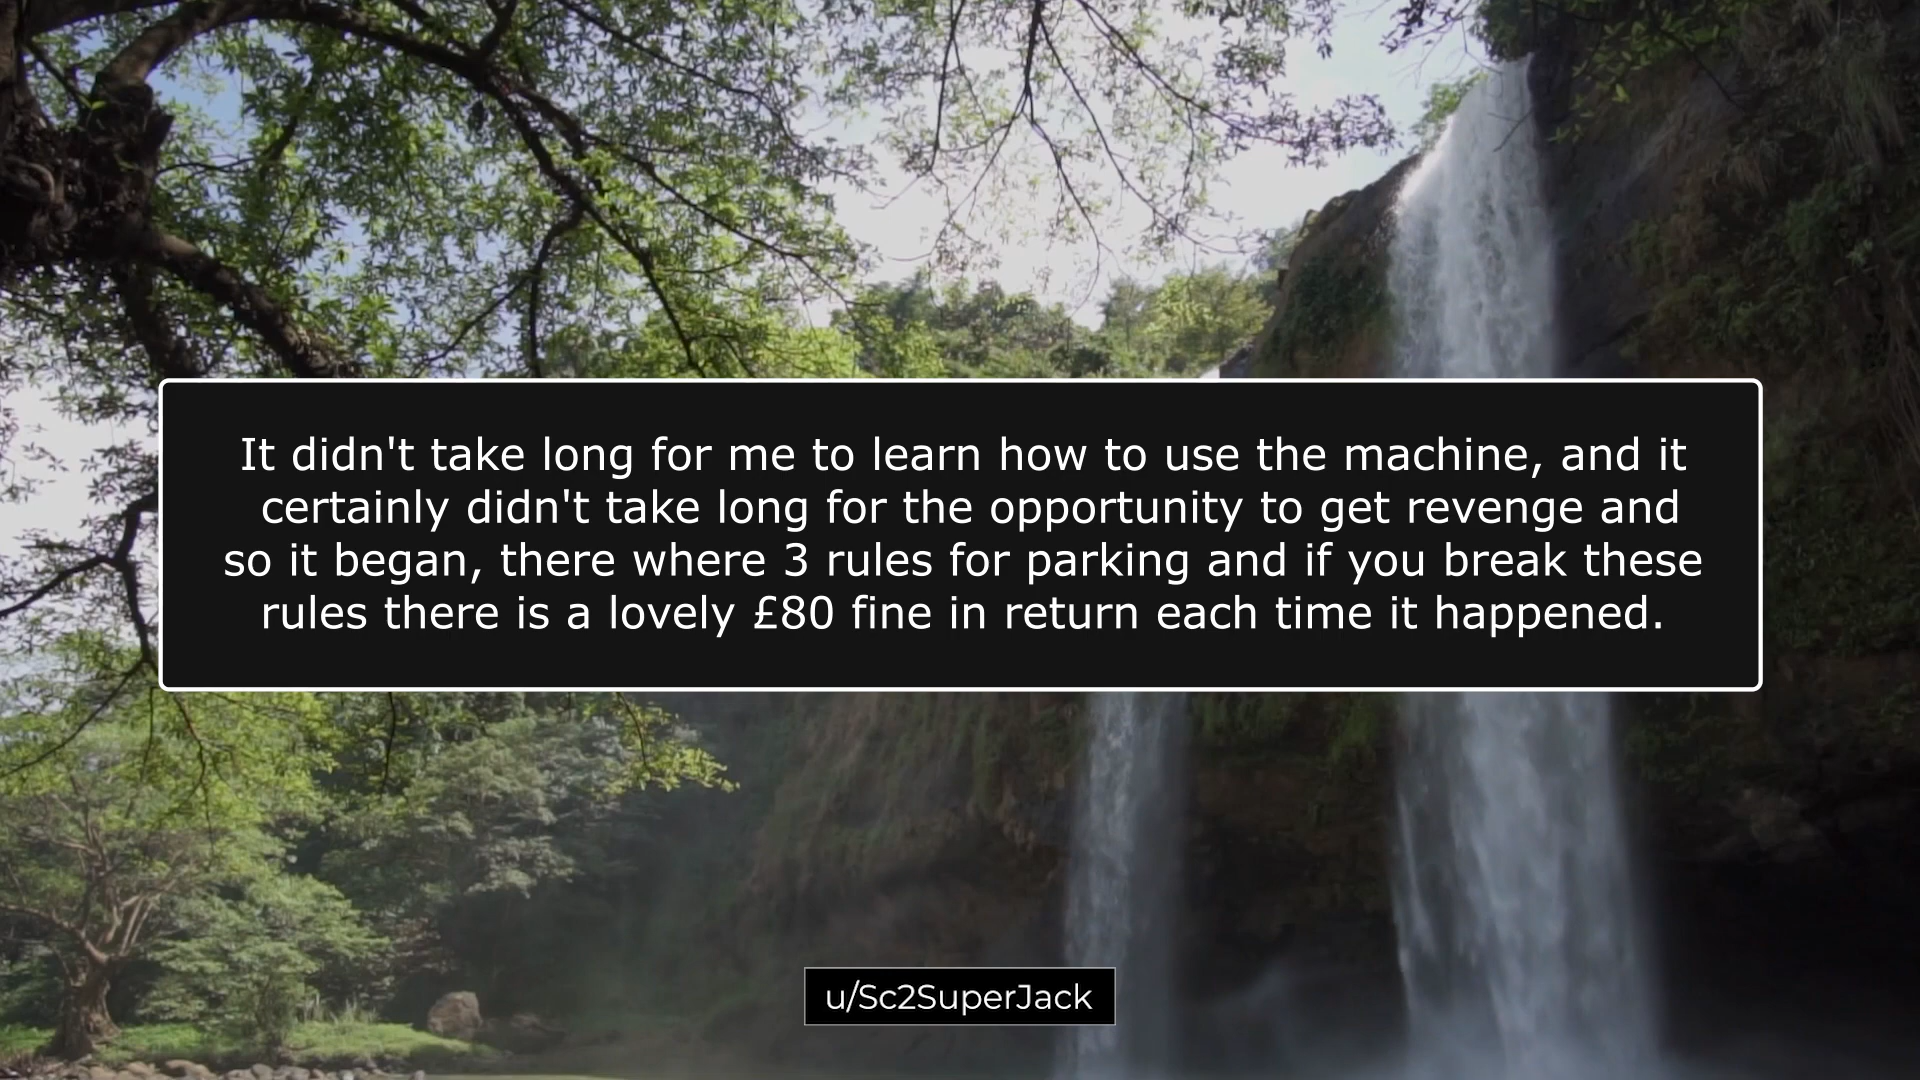 It didn't take long for me to learn how to use the machine, and it
certainly didn't take long for the opportunity to get revenge and
so it began, there where 3 rules for parking and if you break these
rules there is a lovely £80 fine in return each time it happened.
u/Sc2SuperJack